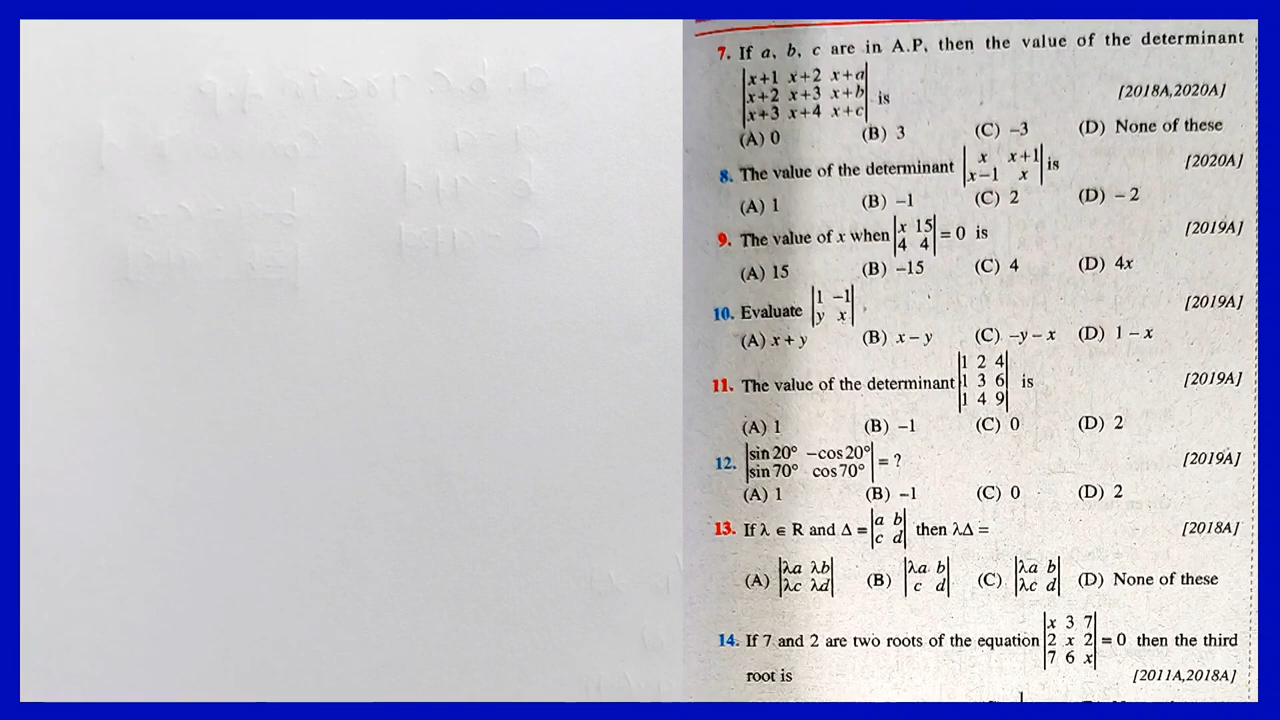 7. If a, b, c are in A.P, then the value of the determinant
|x+1 x+2 x+a|
|x+2 x+3 x+b| is [2018A,2020A]
|x+3 x+4 x+c|
(A) 0 (B) 3 (C) –3 (D) None of these
8. The value of the determinant |x x+1| is [2020A]
|x–1 x|
(A) 1 (B) –1 (C) 2 (D) – 2
9. The value of x when |x 15| = 0 is [2019A]
|4 4|
(A) 15 (B) –15 (C) 4 (D) 4x
10. Evaluate |1 –1| [2019A]
|y x|
(A) x + y (B) x – y (C) –y – x (D) 1 – x
|1 2 4|
11. The value of the determinant |1 3 6| is [2019A]
|1 4 9|
(A) 1 (B) –1 (C) 0 (D) 2
12. |sin 20° –cos 20°| = ? [2019A]
|sin 70° cos 70°|
(A) 1 (B) –1 (C) 0 (D) 2
13. If λ ∈ R and Δ = |a b| then λΔ = [2018A]
|c d|
(A) |λa λb| (B) |λa b| (C) |λa b| (D) None of these
|λc λd| |c d| |λc d|
|x 3 7|
14. If 7 and 2 are two roots of the equation |2 x 2| = 0 then the third
|7 6 x|
root is [2011A,2018A]